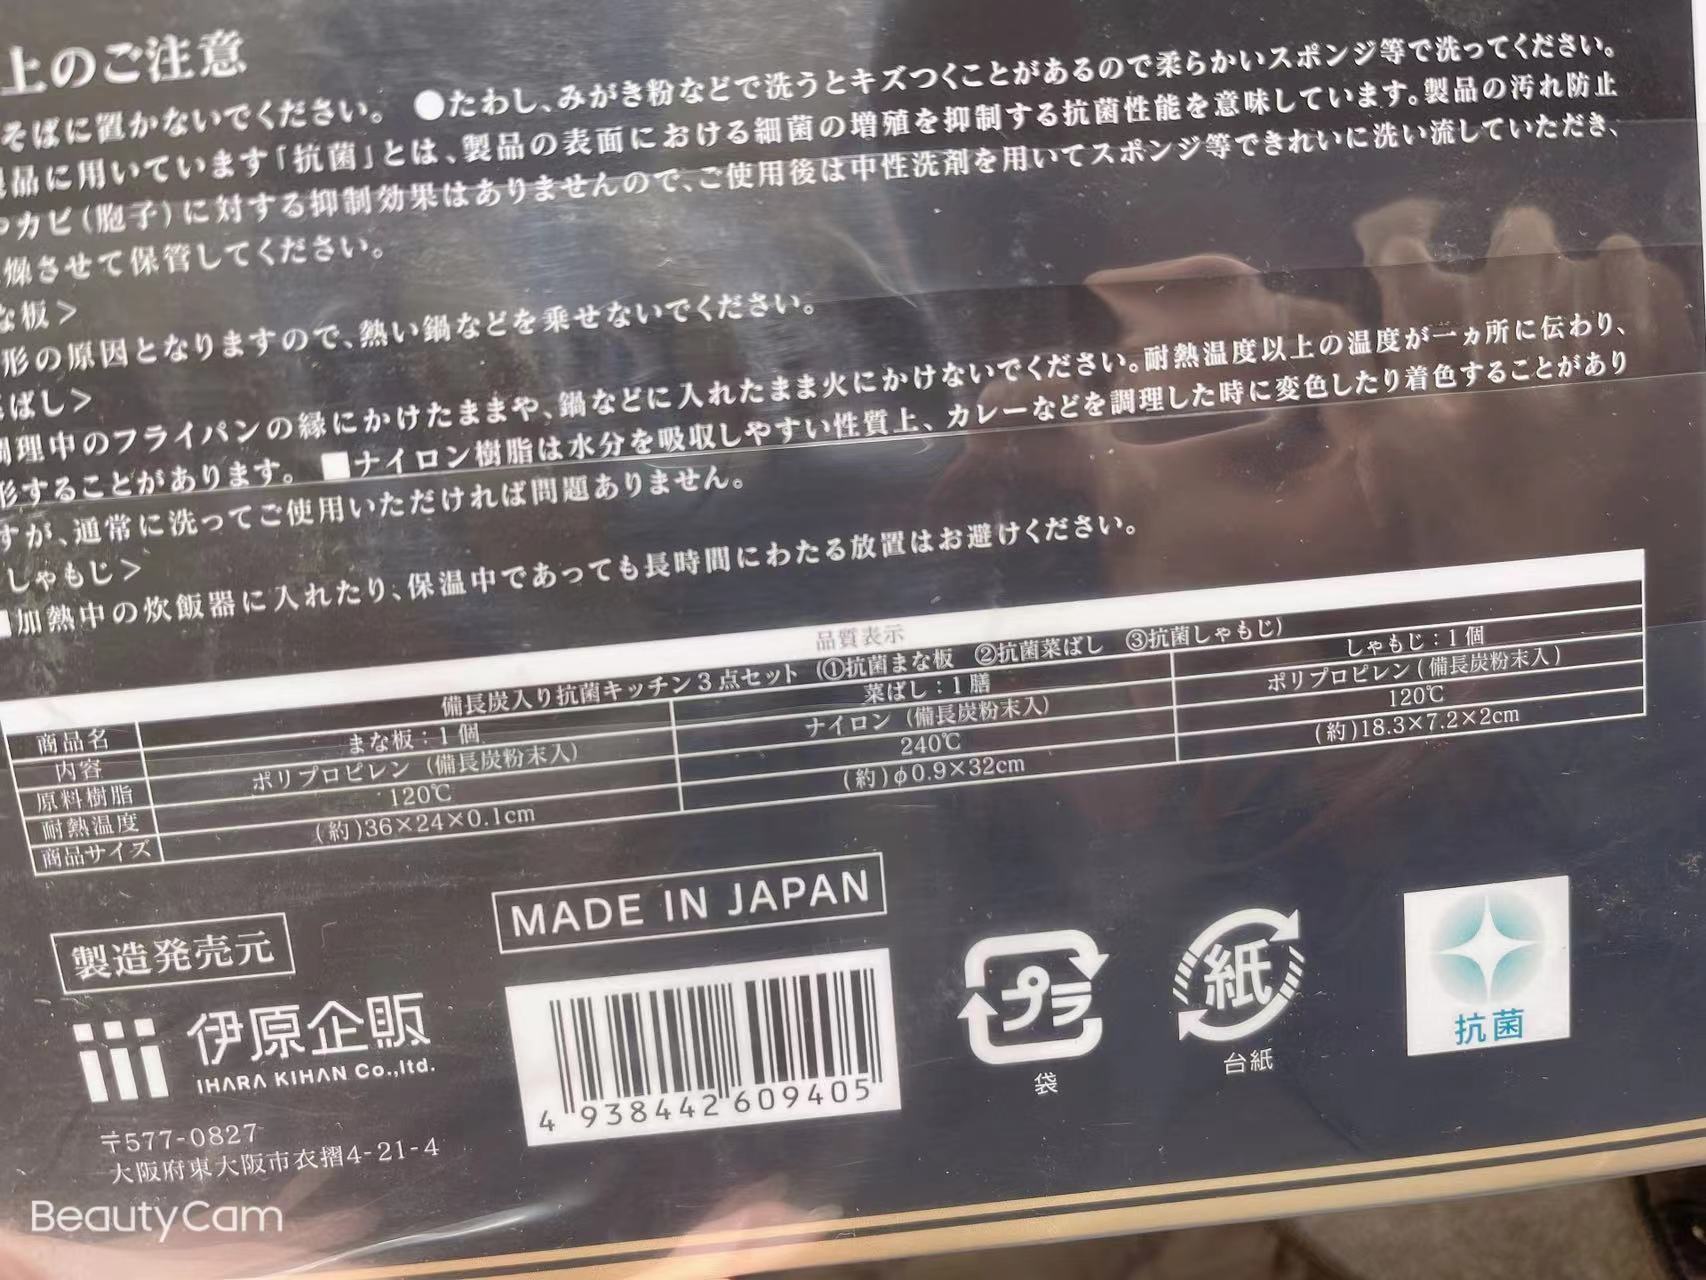 上のご注意
そばに置かないでください。 ●たわし、みがき粉などで洗うとキズつくことがあるので柔らかいスポンジ等で洗ってください。
品に用いています「抗菌」とは、製品の表面における細菌の増殖を抑制する抗菌性能を意味しています。製品の汚れ防止
カビ(胞子)に対する抑制効果はありませんので、ご使用後は中性洗剤を用いてスポンジ等できれいに洗い流していただき、
燥させて保管してください。
な板>
形の原因となりますので、熱い鍋などを乗せないでください。
ばし>
理中のフライパンの縁にかけたままや、鍋などに入れたまま火にかけないでください。耐熱温度以上の温度が一ヵ所に伝わり、
形することがあります。 ■ナイロン樹脂は水分を吸収しやすい性質上、カレーなどを調理した時に変色したり着色することがあり
すが、通常に洗ってご使用いただければ問題ありません。
しゃもじ>
■加熱中の炊飯器に入れたり、保温中であっても長時間にわたる放置はお避けください。
品質表示
商品名 備長炭入り抗菌キッチン3点セット (①抗菌まな板 ②抗菌菜ばし ③抗菌しゃもじ)
内容 まな板：1個 菜ばし：1膳 しゃもじ：1個
原料樹脂 ポリプロピレン (備長炭粉末入) ナイロン (備長炭粉末入) ポリプロピレン(備長炭粉末入)
耐熱温度 120℃ 240℃ 120℃
商品サイズ (約)36×24×0.1cm (約)φ0.9×32cm (約)18.3×7.2×2cm
製造発売元
MADE IN JAPAN
伊原企販
IHARA KIHAN Co.,ltd.
〒577-0827
大阪府東大阪市衣摺4-21-4
4 938442 609405
プラ
袋
紙
台紙
抗菌
BeautyCam